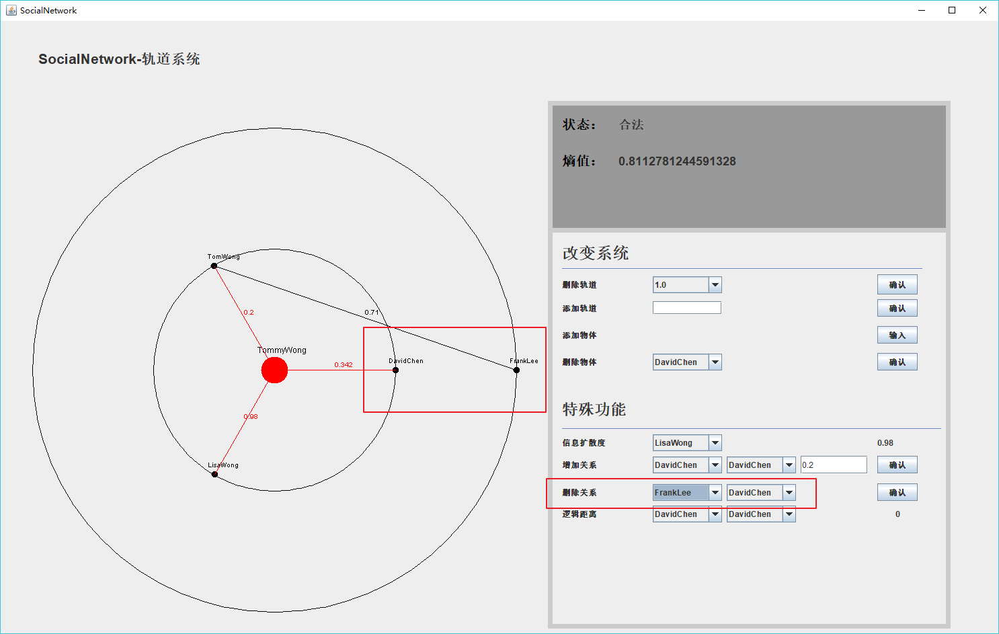 SocialNetwork
SocialNetwork-轨道系统
状态： 合法
熵值： 0.8112781244591328
TomWong
0.2
0.71
TommyWong
0.342
DavidChen
FrankLee
0.98
LisaWong
改变系统
删除轨道 1.0 确认
添加轨道 确认
添加物体 输入
删除物体 DavidChen 确认
特殊功能
信息扩散度 LisaWong 0.98
增加关系 DavidChen DavidChen 0.2 确认
删除关系 FrankLee DavidChen 确认
逻辑距离 DavidChen DavidChen 0